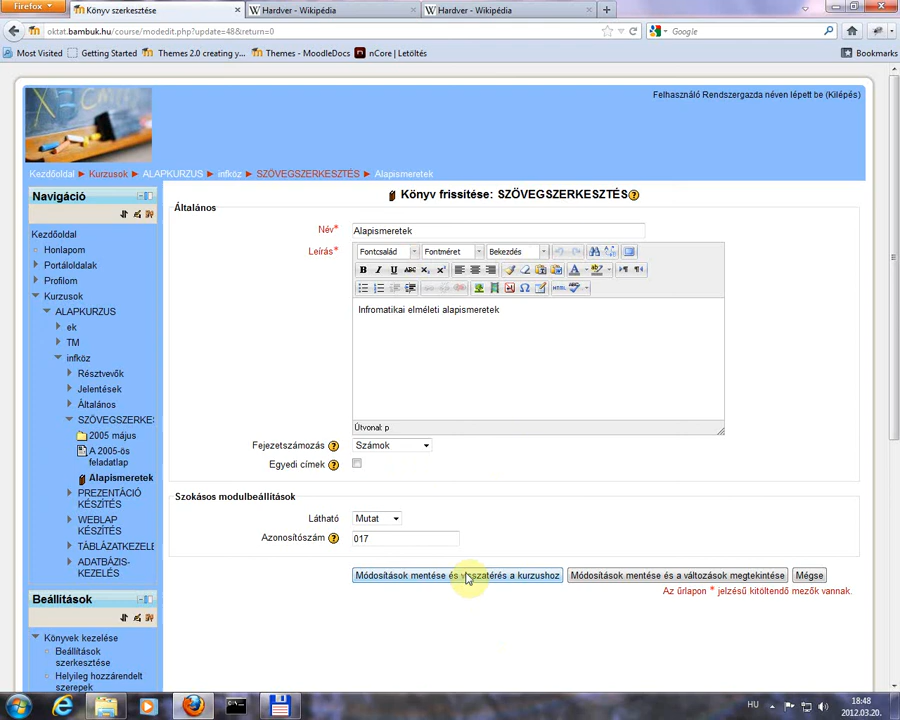 Firefox
Könyv szerkesztése
Hardver - Wikipédia
Hardver - Wikipédia
oktat.bambuk.hu/course/modedit.php?update=48&return=0
Google
Most Visited
Getting Started
Themes 2.0 creating y...
Themes - MoodleDocs
nCore | Letöltés
Bookmarks
Felhasználó Rendszergazda néven lépett be (Kilépés)
Kezdőoldal ► Kurzusok ► ALAPKURZUS ► infköz ► SZÖVEGSZERKESZTÉS ► Alapismeretek
Navigáció
Kezdőoldal
Honlapom
Portáloldalak
Profilom
Kurzusok
ALAPKURZUS
ek
TM
infköz
Résztvevők
Jelentések
Általános
SZÖVEGSZERKES
2005 május
A 2005-ös
feladatlap
Alapismeretek
PREZENTÁCIÓ
KÉSZÍTÉS
WEBLAP
KÉSZÍTÉS
TÁBLÁZATKEZELÉ
ADATBÁZIS-
KEZELÉS
Beállítások
Könyvek kezelése
Beállítások
szerkesztése
Helyileg hozzárendelt
szerepek
Könyv frissítése: SZÖVEGSZERKESZTÉS
Általános
Név*
Alapismeretek
Leírás*
Fontcsalád
Fontméret
Bekezdés
Infromatikai elméleti alapismeretek
Útvonal: p
Fejezetszámozás
Számok
Egyedi címek
Szokásos modulbeállítások
Látható
Mutat
Azonosítószám
017
Módosítások mentése és visszatérés a kurzushoz
Módosítások mentése és a változások megtekintése
Mégse
Az űrlapon * jelzésű kitöltendő mezők vannak.
HU
18:48
2012.03.20.